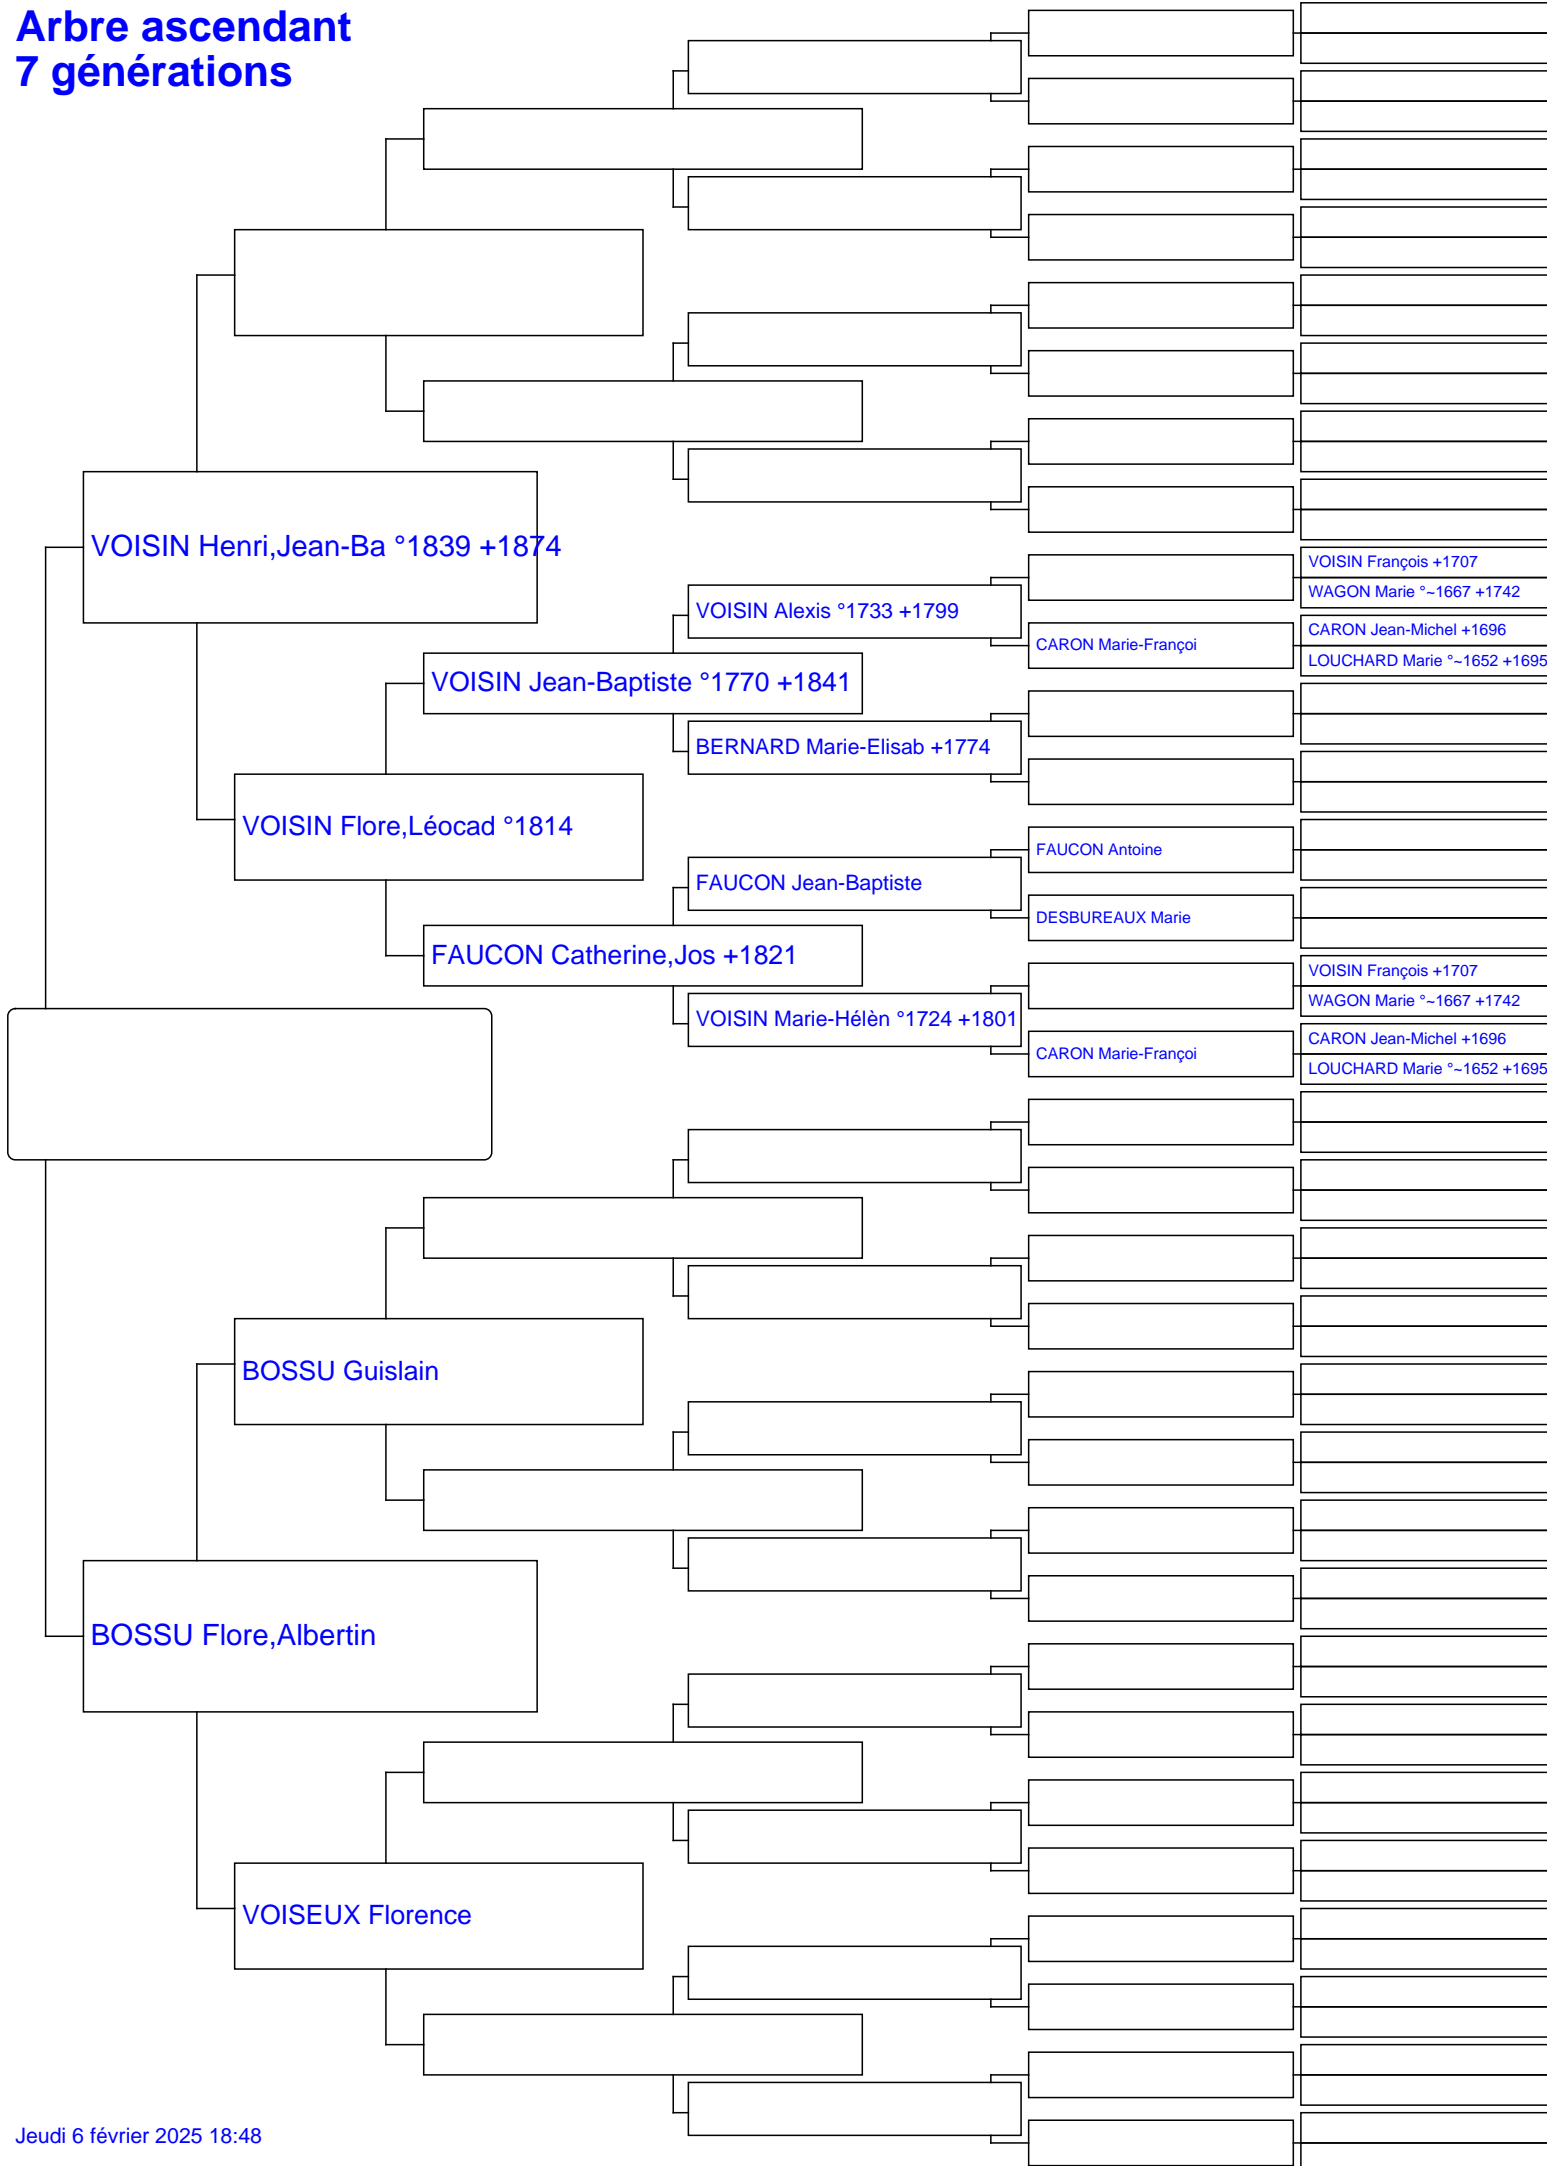 Arbre ascendant
7 générations
VOISIN Henri,Jean-Ba °1839 +1874
VOISIN François +1707
WAGON Marie °~1667 +1742
VOISIN Alexis °1733 +1799
CARON Marie-Françoi
CARON Jean-Michel +1696
LOUCHARD Marie °~1652 +1695
VOISIN Jean-Baptiste °1770 +1841
BERNARD Marie-Elisab +1774
VOISIN Flore,Léocad °1814
FAUCON Antoine
FAUCON Jean-Baptiste
DESBUREAUX Marie
FAUCON Catherine,Jos +1821
VOISIN François +1707
WAGON Marie °~1667 +1742
VOISIN Marie-Hélèn °1724 +1801
CARON Marie-Françoi
CARON Jean-Michel +1696
LOUCHARD Marie °~1652 +1695
BOSSU Guislain
BOSSU Flore,Albertin
VOISEUX Florence
Jeudi 6 février 2025 18:48